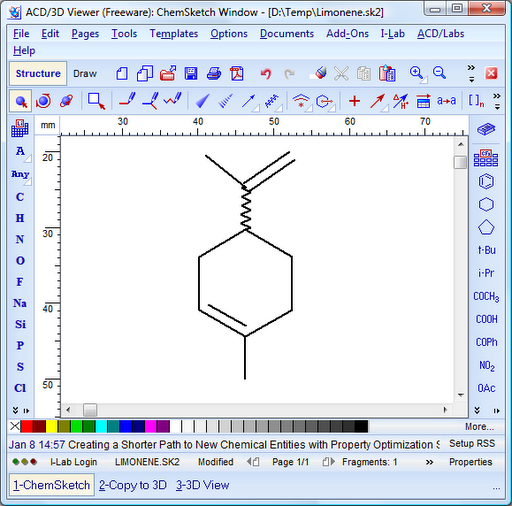 ACD/3D Viewer (Freeware): ChemSketch Window - [D:\Temp\Limonene.sk2]
File Edit Pages Tools Templates Options Documents Add-Ons I-Lab ACD/Labs
Help
Structure Draw
mm 30 40 50 60 70
20
30
40
50
A
Any
C
H
N
O
F
Na
Si
P
S
Cl
t-Bu
i-Pr
COCH3
COOH
COPh
NO2
OAc
More...
Jan 8 14:57 Creating a Shorter Path to New Chemical Entities with Property Optimization S Setup RSS
I-Lab Login LIMONENE.SK2 Modified Page 1/1 Fragments: 1 Properties
1-ChemSketch 2-Copy to 3D 3-3D View ...